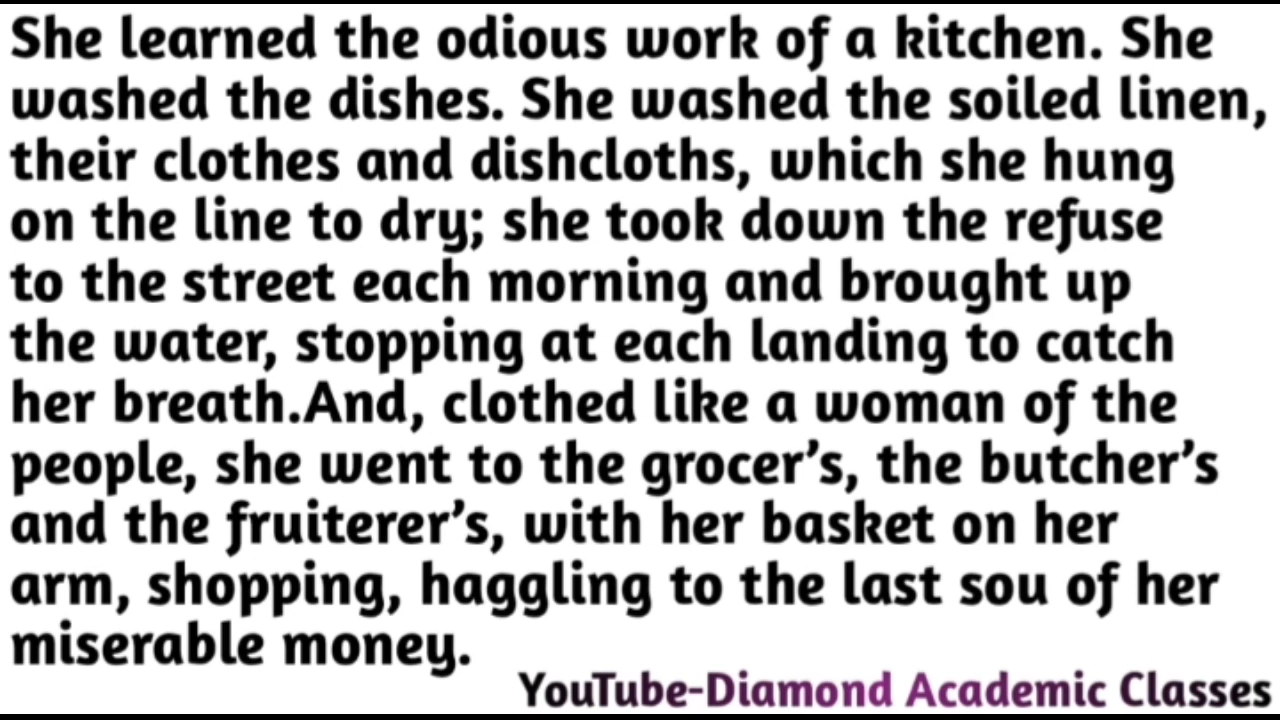 She learned the odious work of a kitchen. She
washed the dishes. She washed the soiled linen,
their clothes and dishcloths, which she hung
on the line to dry; she took down the refuse
to the street each morning and brought up
the water, stopping at each landing to catch
her breath.And, clothed like a woman of the
people, she went to the grocer’s, the butcher’s
and the fruiterer’s, with her basket on her
arm, shopping, haggling to the last sou of her
miserable money.
YouTube-Diamond Academic Classes